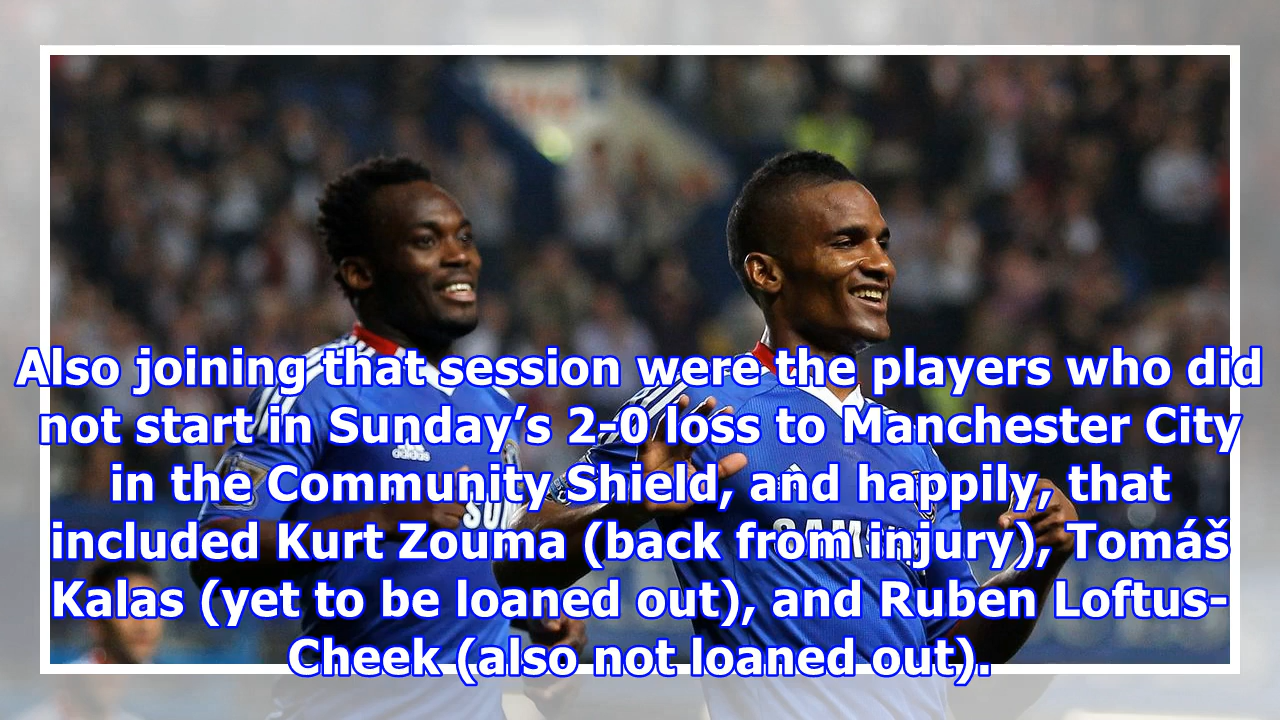 Also joining that session were the players who did
not start in Sunday’s 2-0 loss to Manchester City
in the Community Shield, and happily, that
included Kurt Zouma (back from injury), Tomáš
Kalas (yet to be loaned out), and Ruben Loftus-
Cheek (also not loaned out).
adidas
SAMSUNG